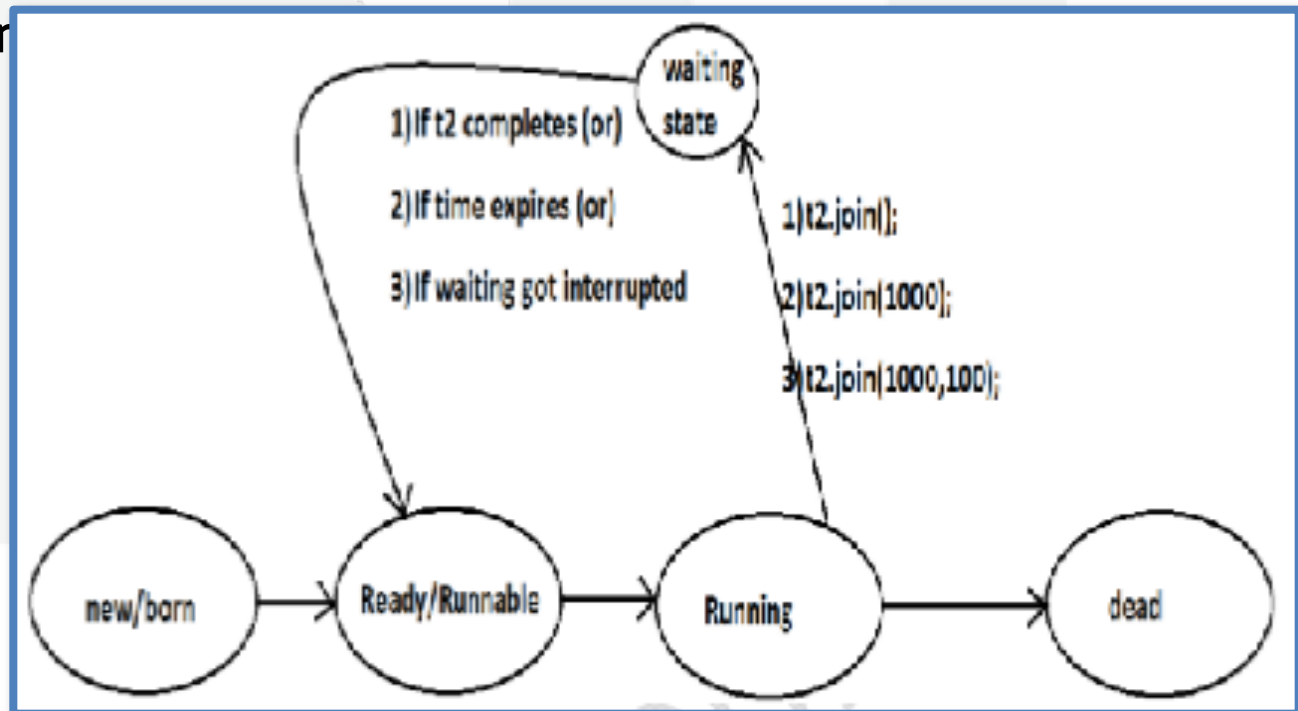 waiting
state
1)If t2 completes (or)
2)If time expires (or)
3)If waiting got interrupted
1)t2.join();
2)t2.join(1000);
3)t2.join(1000,100);
new/born
Ready/Runnable
Running
dead